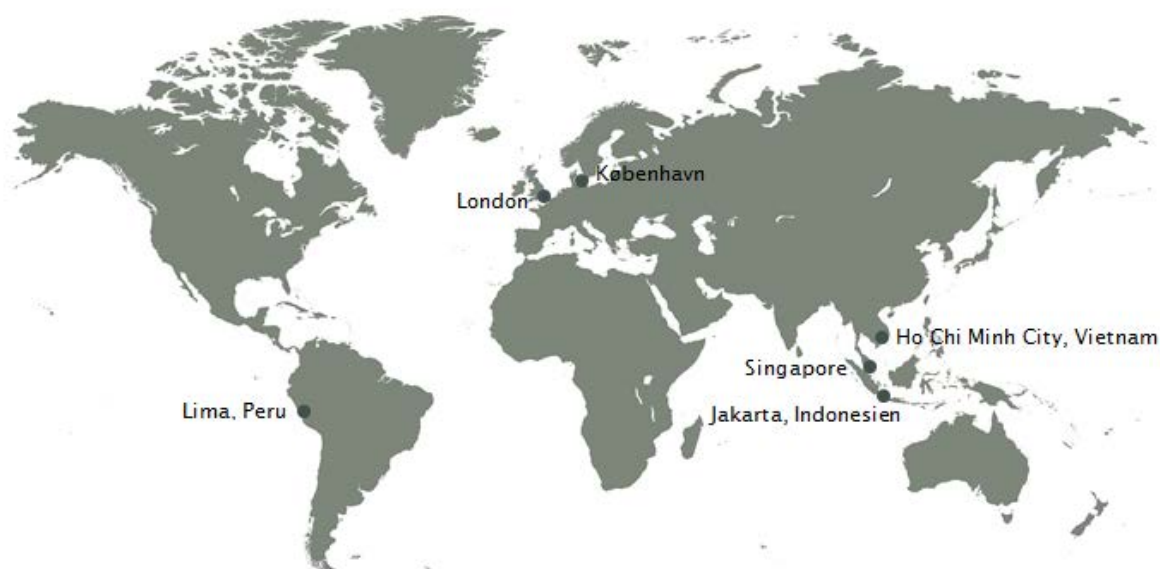 København
London
Ho Chi Minh City, Vietnam
Singapore
Lima, Peru
Jakarta, Indonesien